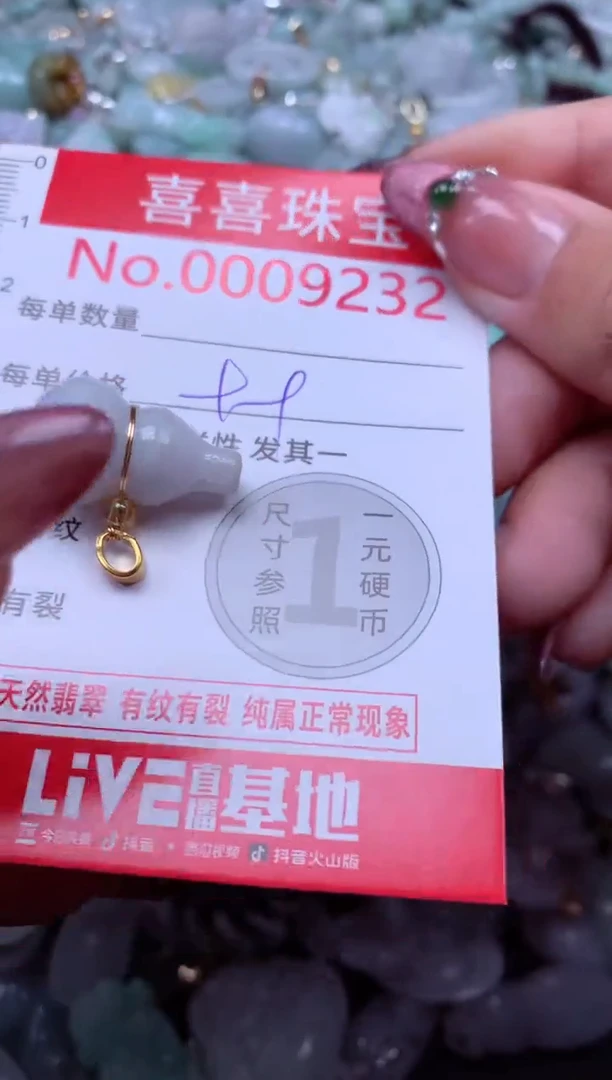 0
1
2
喜喜珠宝
No.0009232
每单数量
每单价格
性 发其一
纹
有裂
尺寸参照
1
一元硬币
天然翡翠 有纹有裂 纯属正常现象
LiVE直播基地
抖音 抖音火山版